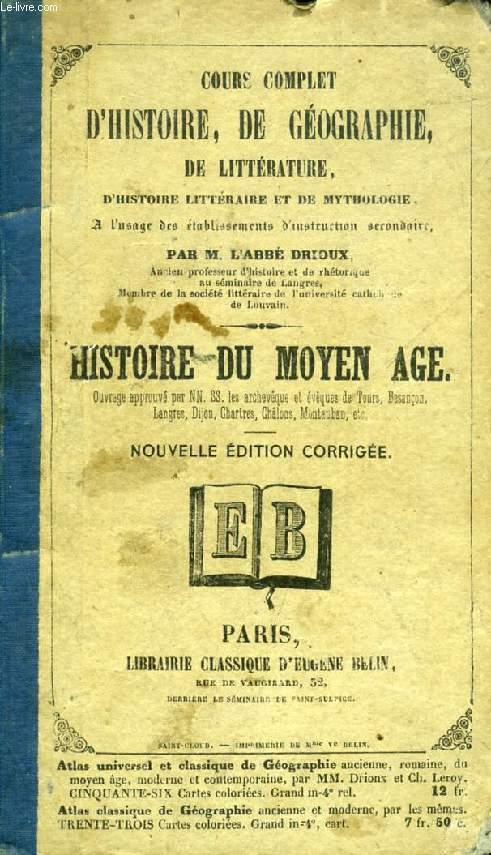 © Le-livre.com
COURS COMPLET
D'HISTOIRE, DE GÉOGRAPHIE,
DE LITTÉRATURE,
D'HISTOIRE LITTÉRAIRE ET DE MYTHOLOGIE,
A l'usage des établissements d'instruction secondaire,
PAR M. L'ABBÉ DRIOUX,
Ancien professeur d'histoire et de rhétorique
au séminaire de Langres,
Membre de la société littéraire de l'université catholique
de Louvain.
HISTOIRE DU MOYEN AGE.
Ouvrage approuvé par NN. SS. les archevêque et évêques de Tours, Besançon,
Langres, Dijon, Chartres, Châlons, Montauban, etc.
NOUVELLE ÉDITION CORRIGÉE.
E B
PARIS,
LIBRAIRIE CLASSIQUE D'EUGÈNE BELIN,
RUE DE VAUGIRARD, 52,
DERRIÈRE LE SÉMINAIRE DE SAINT-SULPICE.
SAINT-CLOUD. — IMPRIMERIE DE Mme Ve BELIN.
Atlas universel et classique de Géographie ancienne, romaine, du
moyen âge, moderne et contemporaine, par MM. Drioux et Ch. Leroy.
CINQUANTE-SIX Cartes coloriées. Grand in-4° rel. 12 fr.
Atlas classique de Géographie ancienne et moderne, par les mêmes.
TRENTE-TROIS Cartes coloriées. Grand in-4°, cart. 7 fr. 50 c.